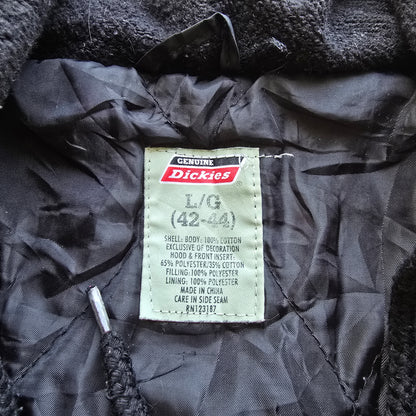 GENUINE
Dickies
L/G
(42-44)
SHELL: BODY: 100% COTTON
EXCLUSIVE OF DECORATION
HOOD & FRONT INSERT:
65% POLYESTER/35% COTTON
FILLING: 100% POLYESTER
LINING: 100% POLYESTER
MADE IN CHINA
CARE IN SIDE SEAM
RN123187